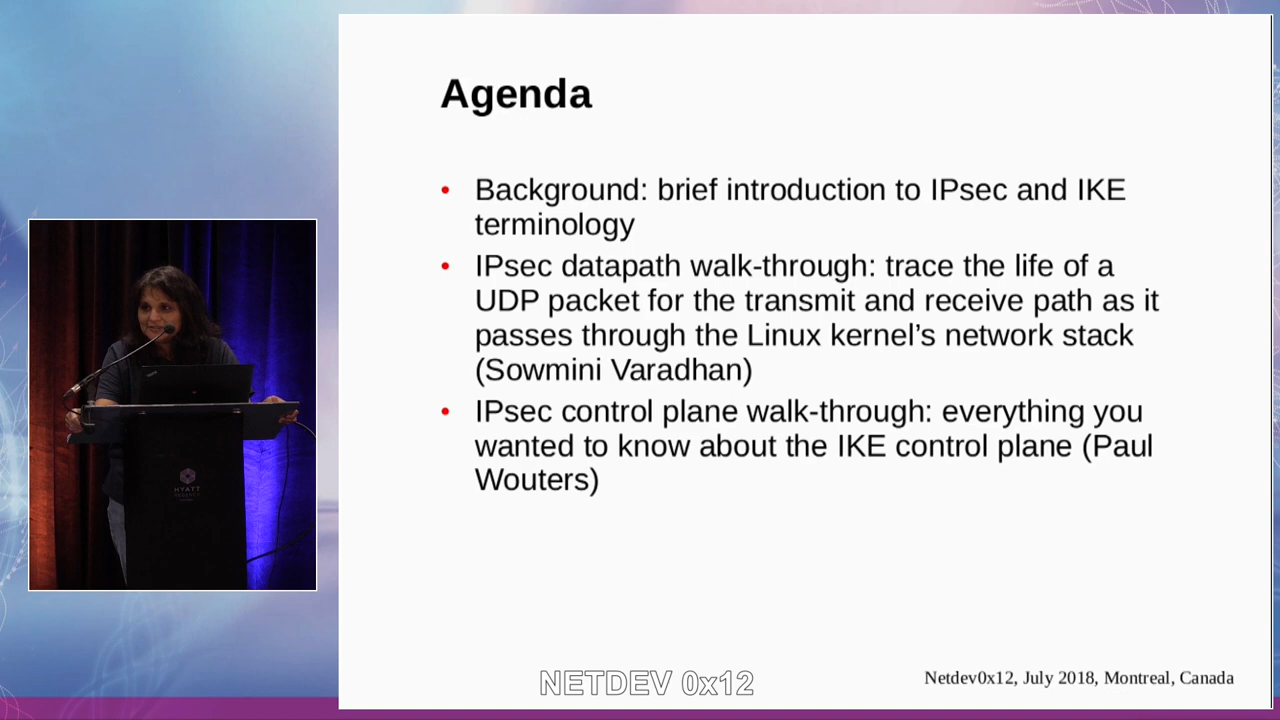 Agenda
• Background: brief introduction to IPsec and IKE
terminology
• IPsec datapath walk-through: trace the life of a
UDP packet for the transmit and receive path as it
passes through the Linux kernel’s network stack
(Sowmini Varadhan)
• IPsec control plane walk-through: everything you
wanted to know about the IKE control plane (Paul
Wouters)
HYATT
NETDEV 0x12
Netdev0x12, July 2018, Montreal, Canada